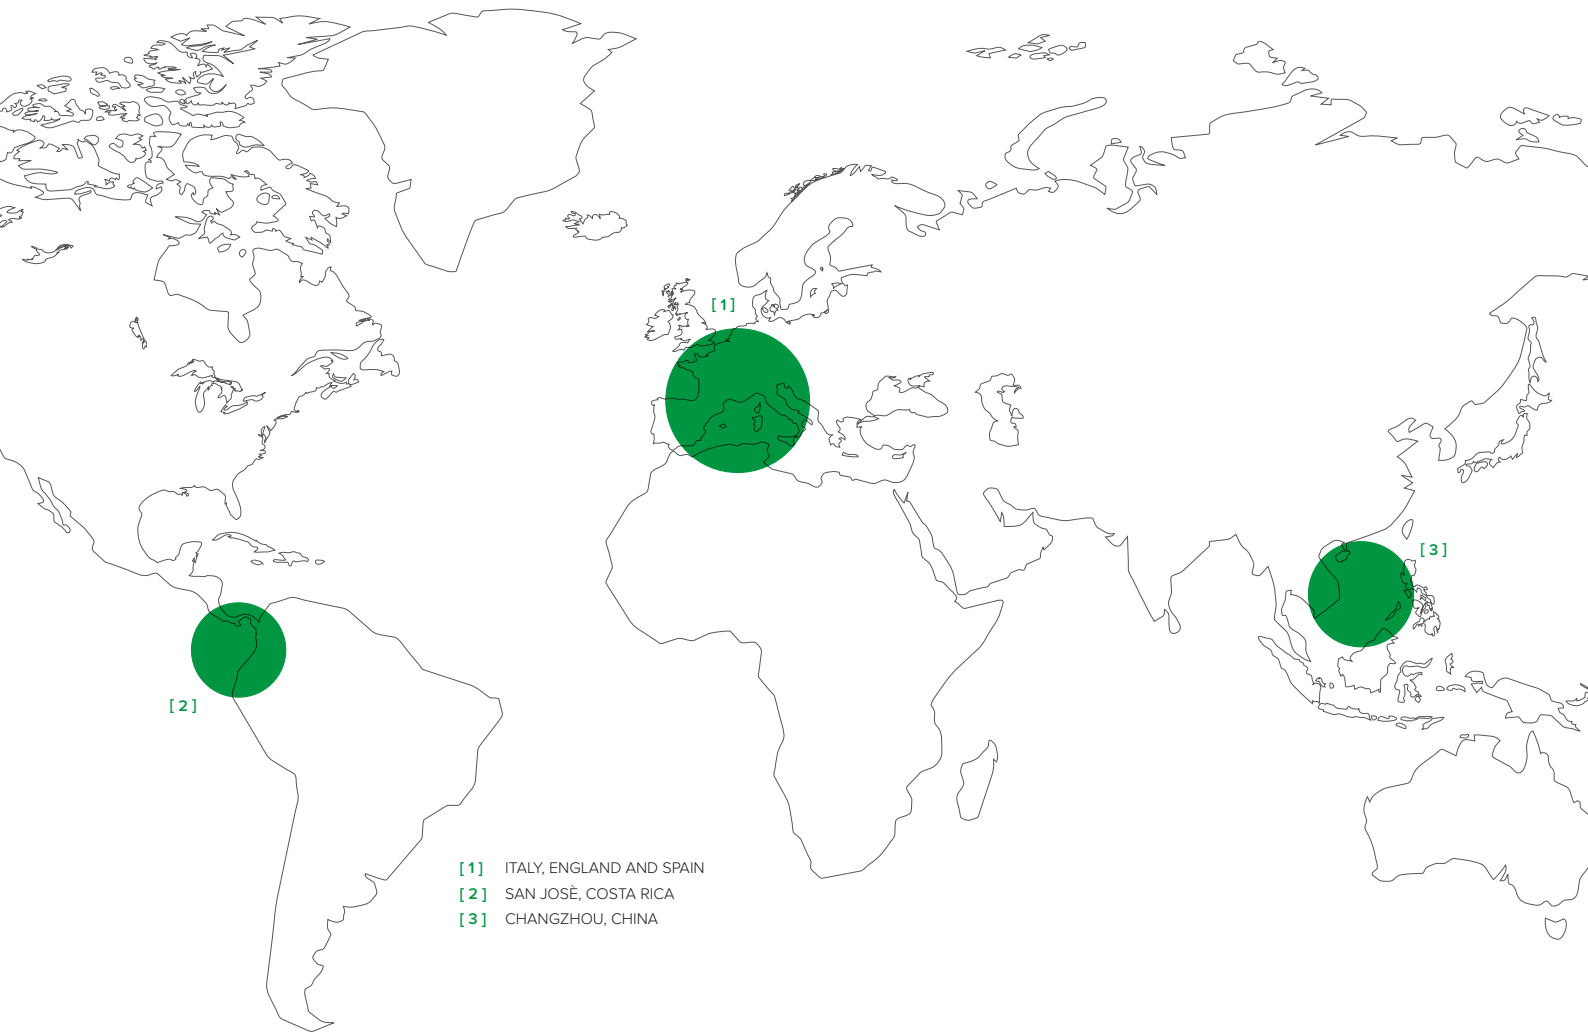 [ 1 ]
[ 3 ]
[ 2 ]
[ 1 ] ITALY, ENGLAND AND SPAIN
[ 2 ] SAN JOSÈ, COSTA RICA
[ 3 ] CHANGZHOU, CHINA